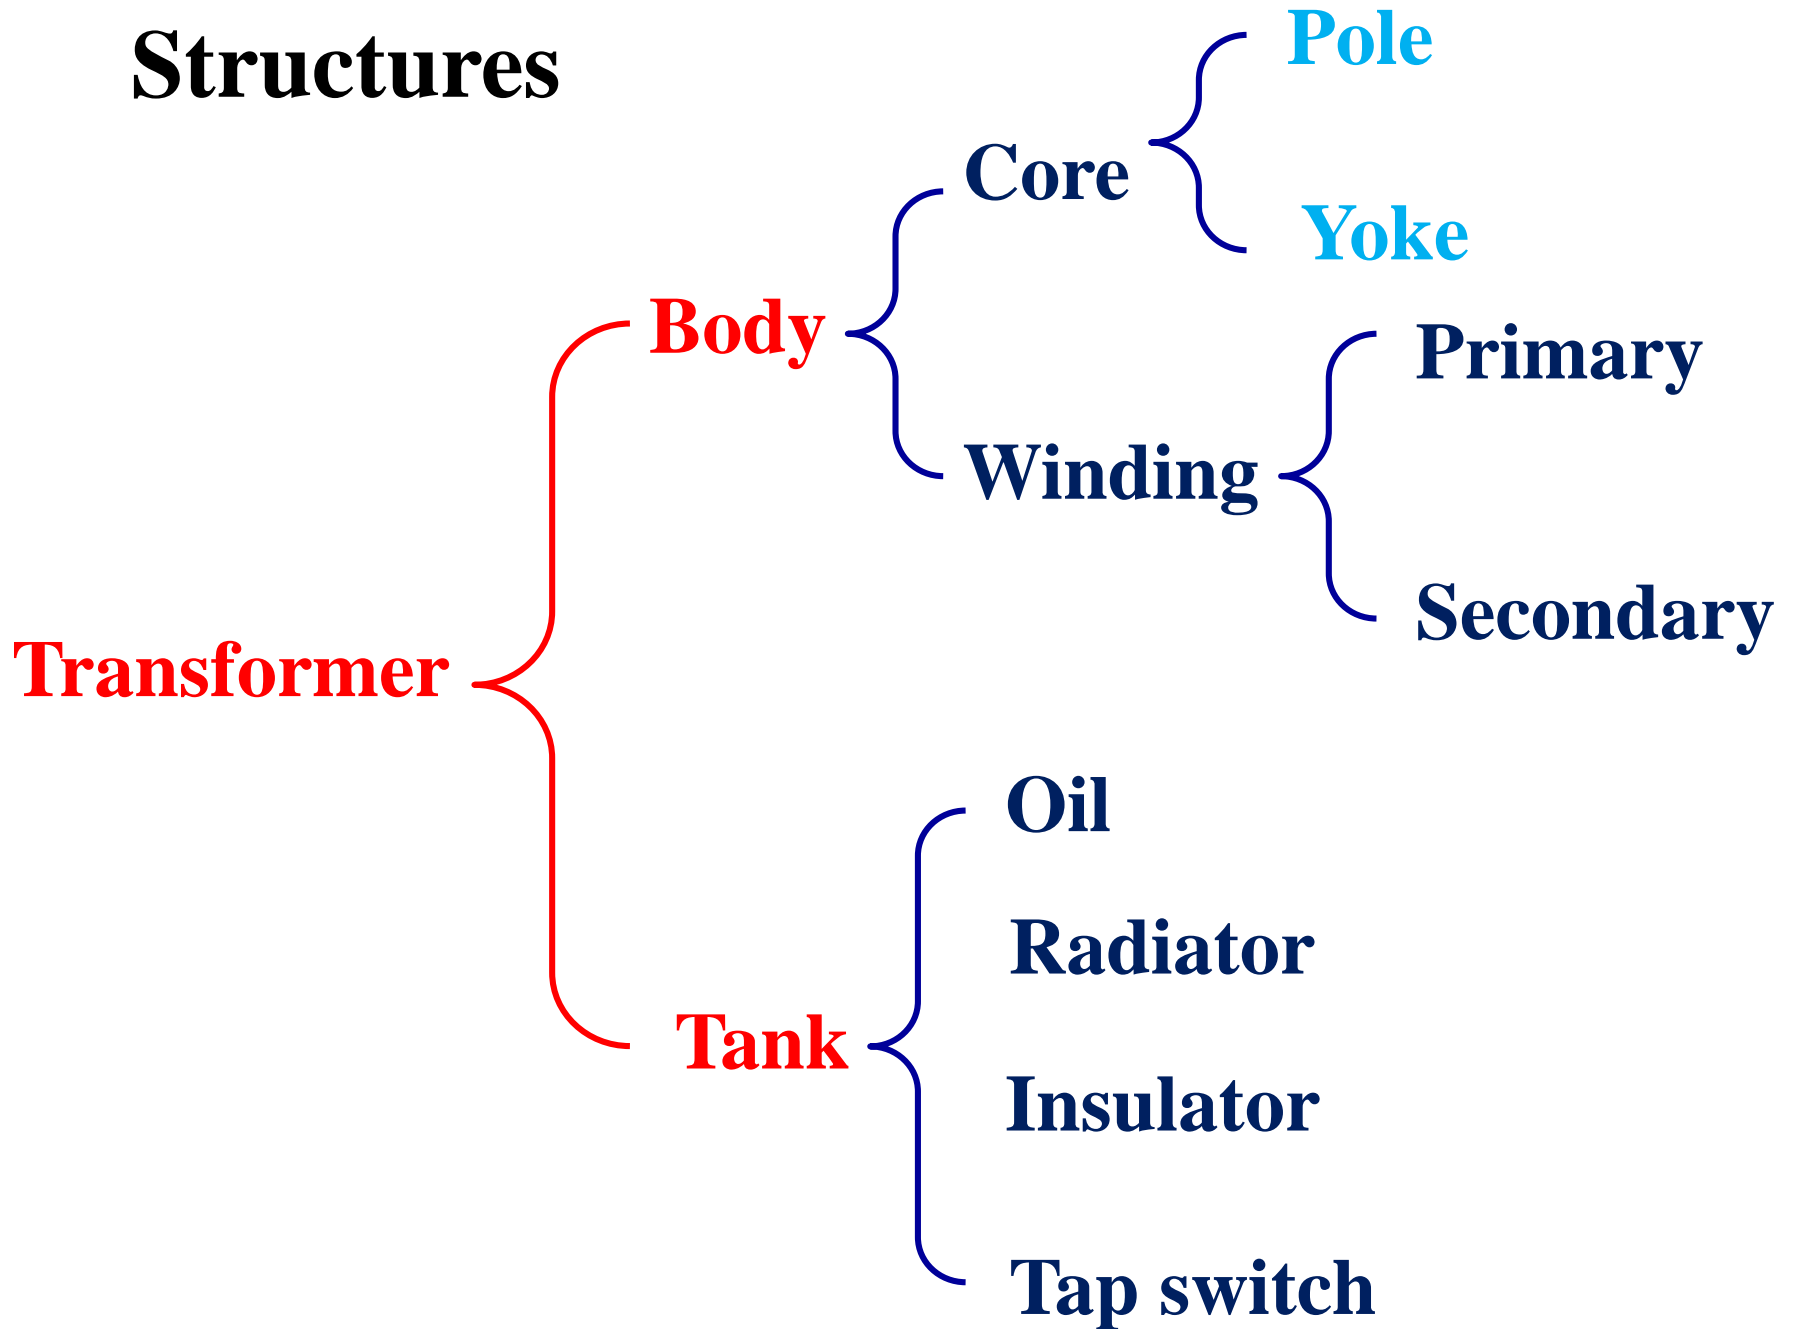 Structures
Transformer
Body
Core
Pole
Yoke
Winding
Primary
Secondary
Tank
Oil
Radiator
Insulator
Tap switch